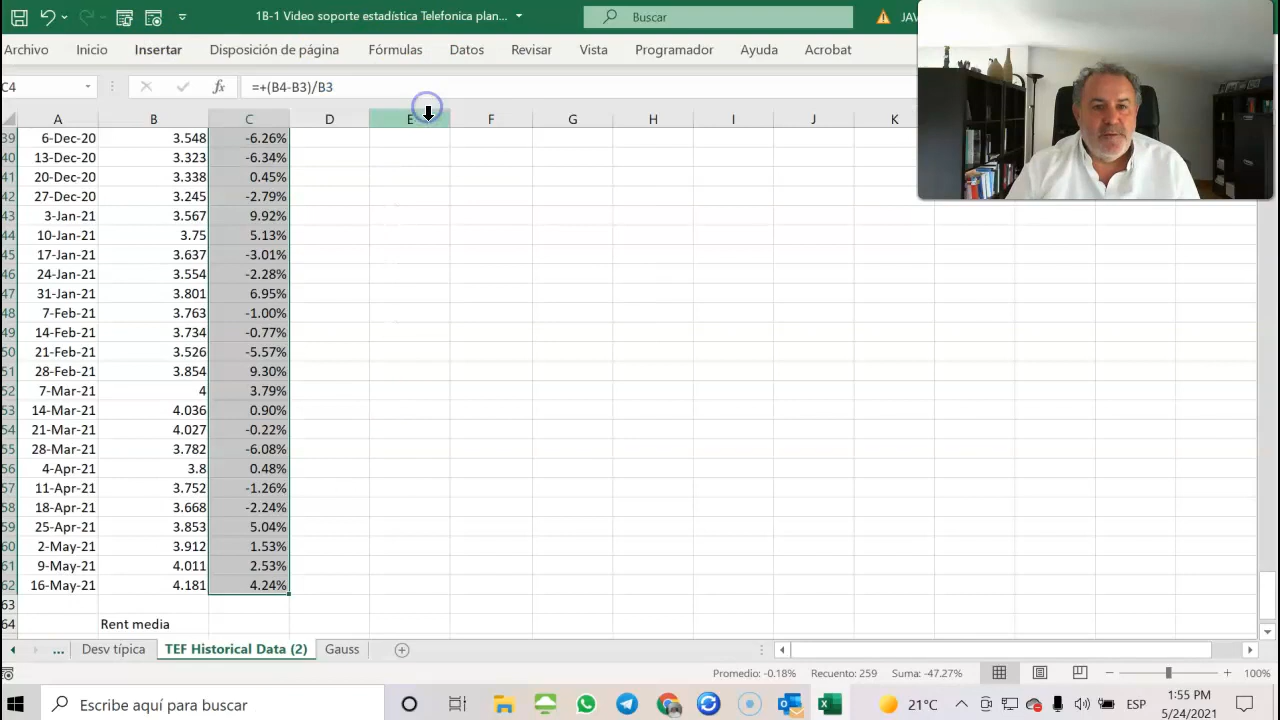 1B-1 Video soporte estadística Telefonica plan...
Buscar
JAV
Archivo Inicio Insertar Disposición de página Fórmulas Datos Revisar Vista Programador Ayuda Acrobat
C4 fx =+(B4-B3)/B3
A B C D E F G H I J K
39 6-Dec-20 3.548 -6.26%
40 13-Dec-20 3.323 -6.34%
41 20-Dec-20 3.338 0.45%
42 27-Dec-20 3.245 -2.79%
43 3-Jan-21 3.567 9.92%
44 10-Jan-21 3.75 5.13%
45 17-Jan-21 3.637 -3.01%
46 24-Jan-21 3.554 -2.28%
47 31-Jan-21 3.801 6.95%
48 7-Feb-21 3.763 -1.00%
49 14-Feb-21 3.734 -0.77%
50 21-Feb-21 3.526 -5.57%
51 28-Feb-21 3.854 9.30%
52 7-Mar-21 4 3.79%
53 14-Mar-21 4.036 0.90%
54 21-Mar-21 4.027 -0.22%
55 28-Mar-21 3.782 -6.08%
56 4-Apr-21 3.8 0.48%
57 11-Apr-21 3.752 -1.26%
58 18-Apr-21 3.668 -2.24%
59 25-Apr-21 3.853 5.04%
60 2-May-21 3.912 1.53%
61 9-May-21 4.011 2.53%
62 16-May-21 4.181 4.24%
63
64 Rent media
... Desv típica TEF Historical Data (2) Gauss
Promedio: -0.18% Recuento: 259 Suma: -47.27% 100%
Escribe aquí para buscar 21°C ESP
1:55 PM
5/24/2021